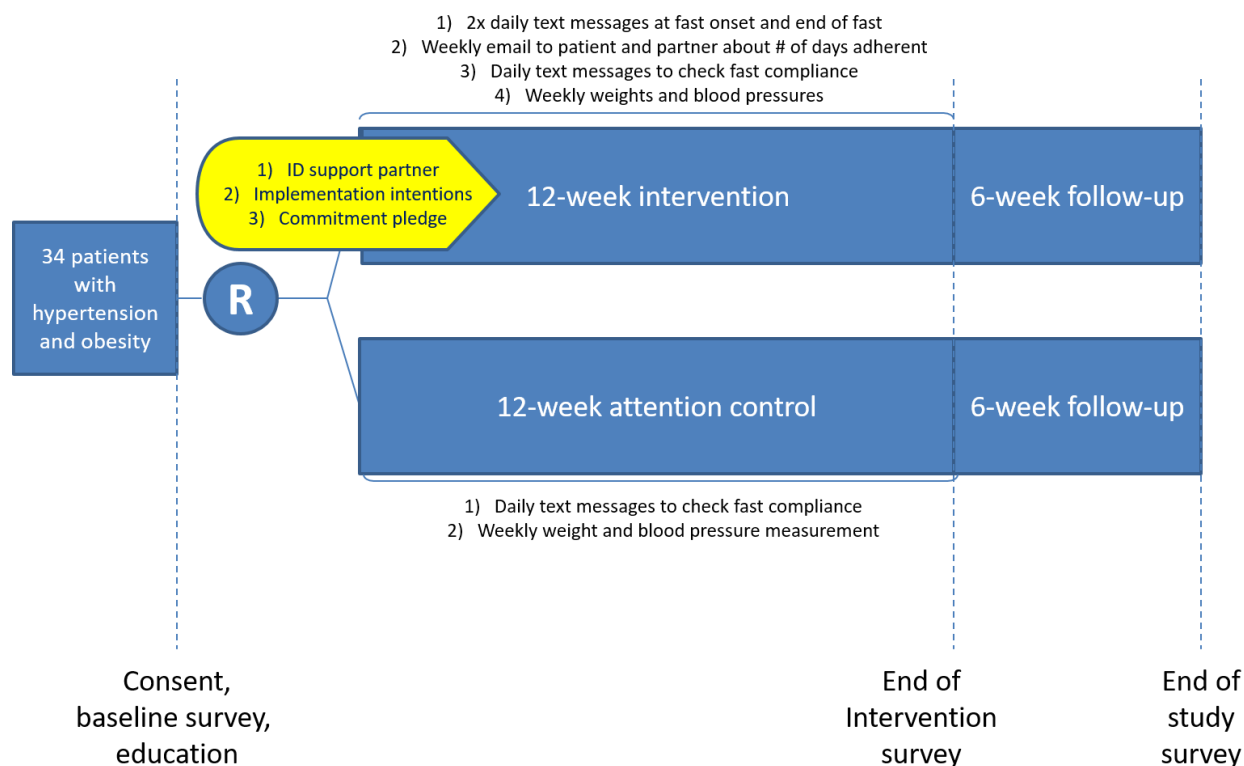 1) 2x daily text messages at fast onset and end of fast
2) Weekly email to patient and partner about # of days adherent
3) Daily text messages to check fast compliance
4) Weekly weights and blood pressures
1) ID support partner
2) Implementation intentions
3) Commitment pledge
12-week intervention
6-week follow-up
34 patients
with
hypertension
and obesity
R
12-week attention control
6-week follow-up
1) Daily text messages to check fast compliance
2) Weekly weight and blood pressure measurement
Consent,
baseline survey,
education
End of
Intervention
survey
End of
study
survey